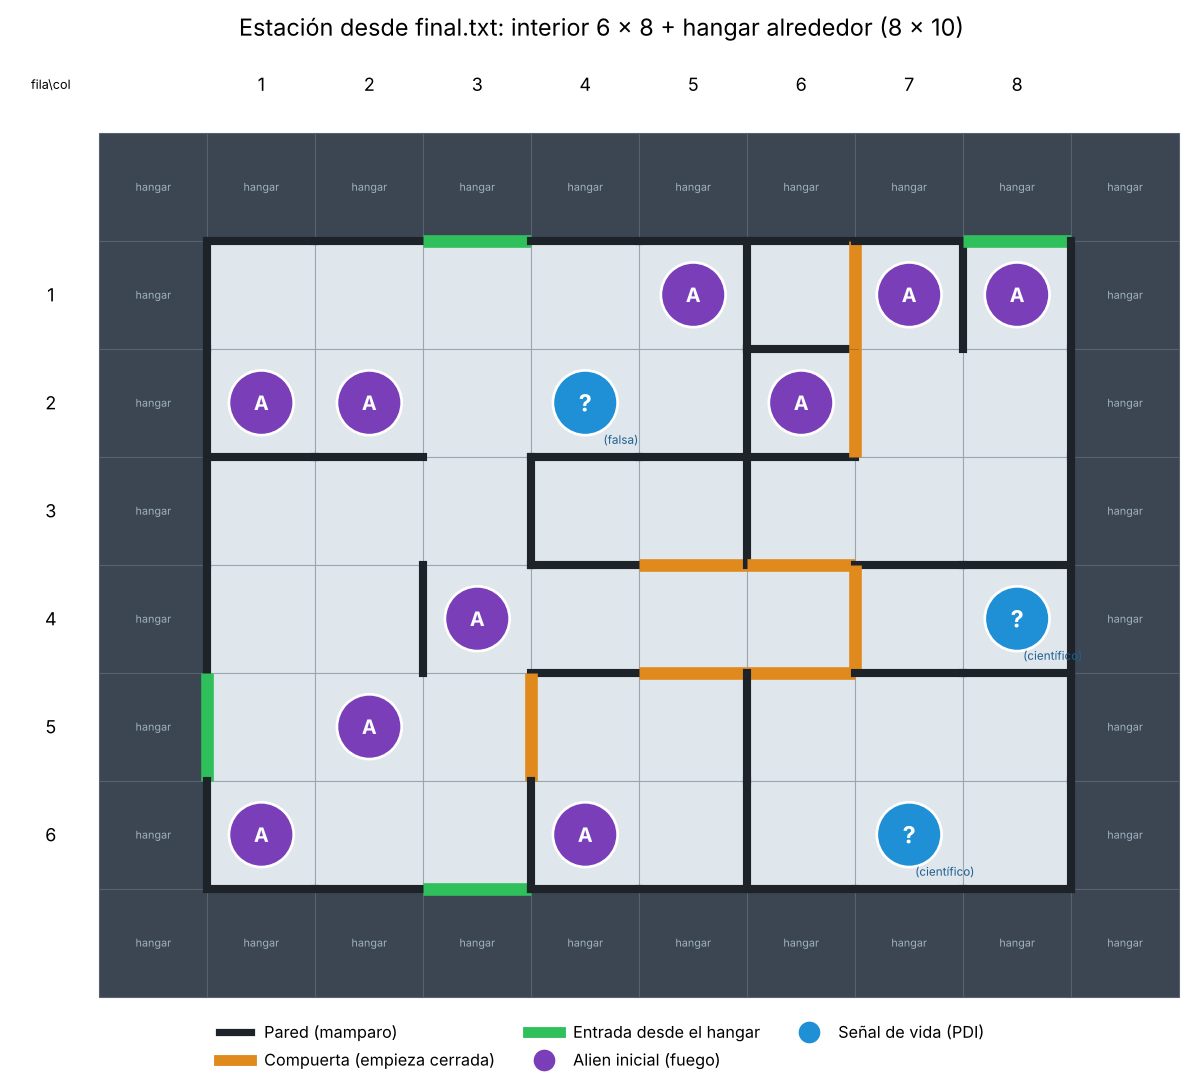 Estación desde final.txt: interior 6 × 8 + hangar alrededor (8 × 10)
fila\col 1 2 3 4 5 6 7 8
hangar hangar hangar hangar hangar hangar hangar hangar hangar hangar
1 hangar A A A hangar
2 hangar A A ? A hangar
(falsa)
3 hangar hangar
4 hangar A ? hangar
(científico)
5 hangar A hangar
6 hangar A A ? hangar
(científico)
hangar hangar hangar hangar hangar hangar hangar hangar hangar hangar
Pared (mamparo) Entrada desde el hangar Señal de vida (PDI)
Compuerta (empieza cerrada) Alien inicial (fuego)